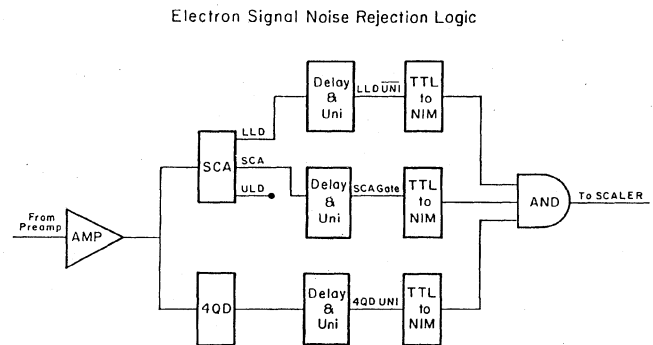 Electron Signal Noise Rejection Logic
Delay
&
Uni
LLD U̅N̅I̅
TTL
to
NIM
LLD
SCA
SCA
ULD
Delay
&
Uni
SCA Gate
TTL
to
NIM
AND
To SCALER
From
Preamp
AMP
4QD
Delay
&
Uni
4QD UNI
TTL
to
NIM